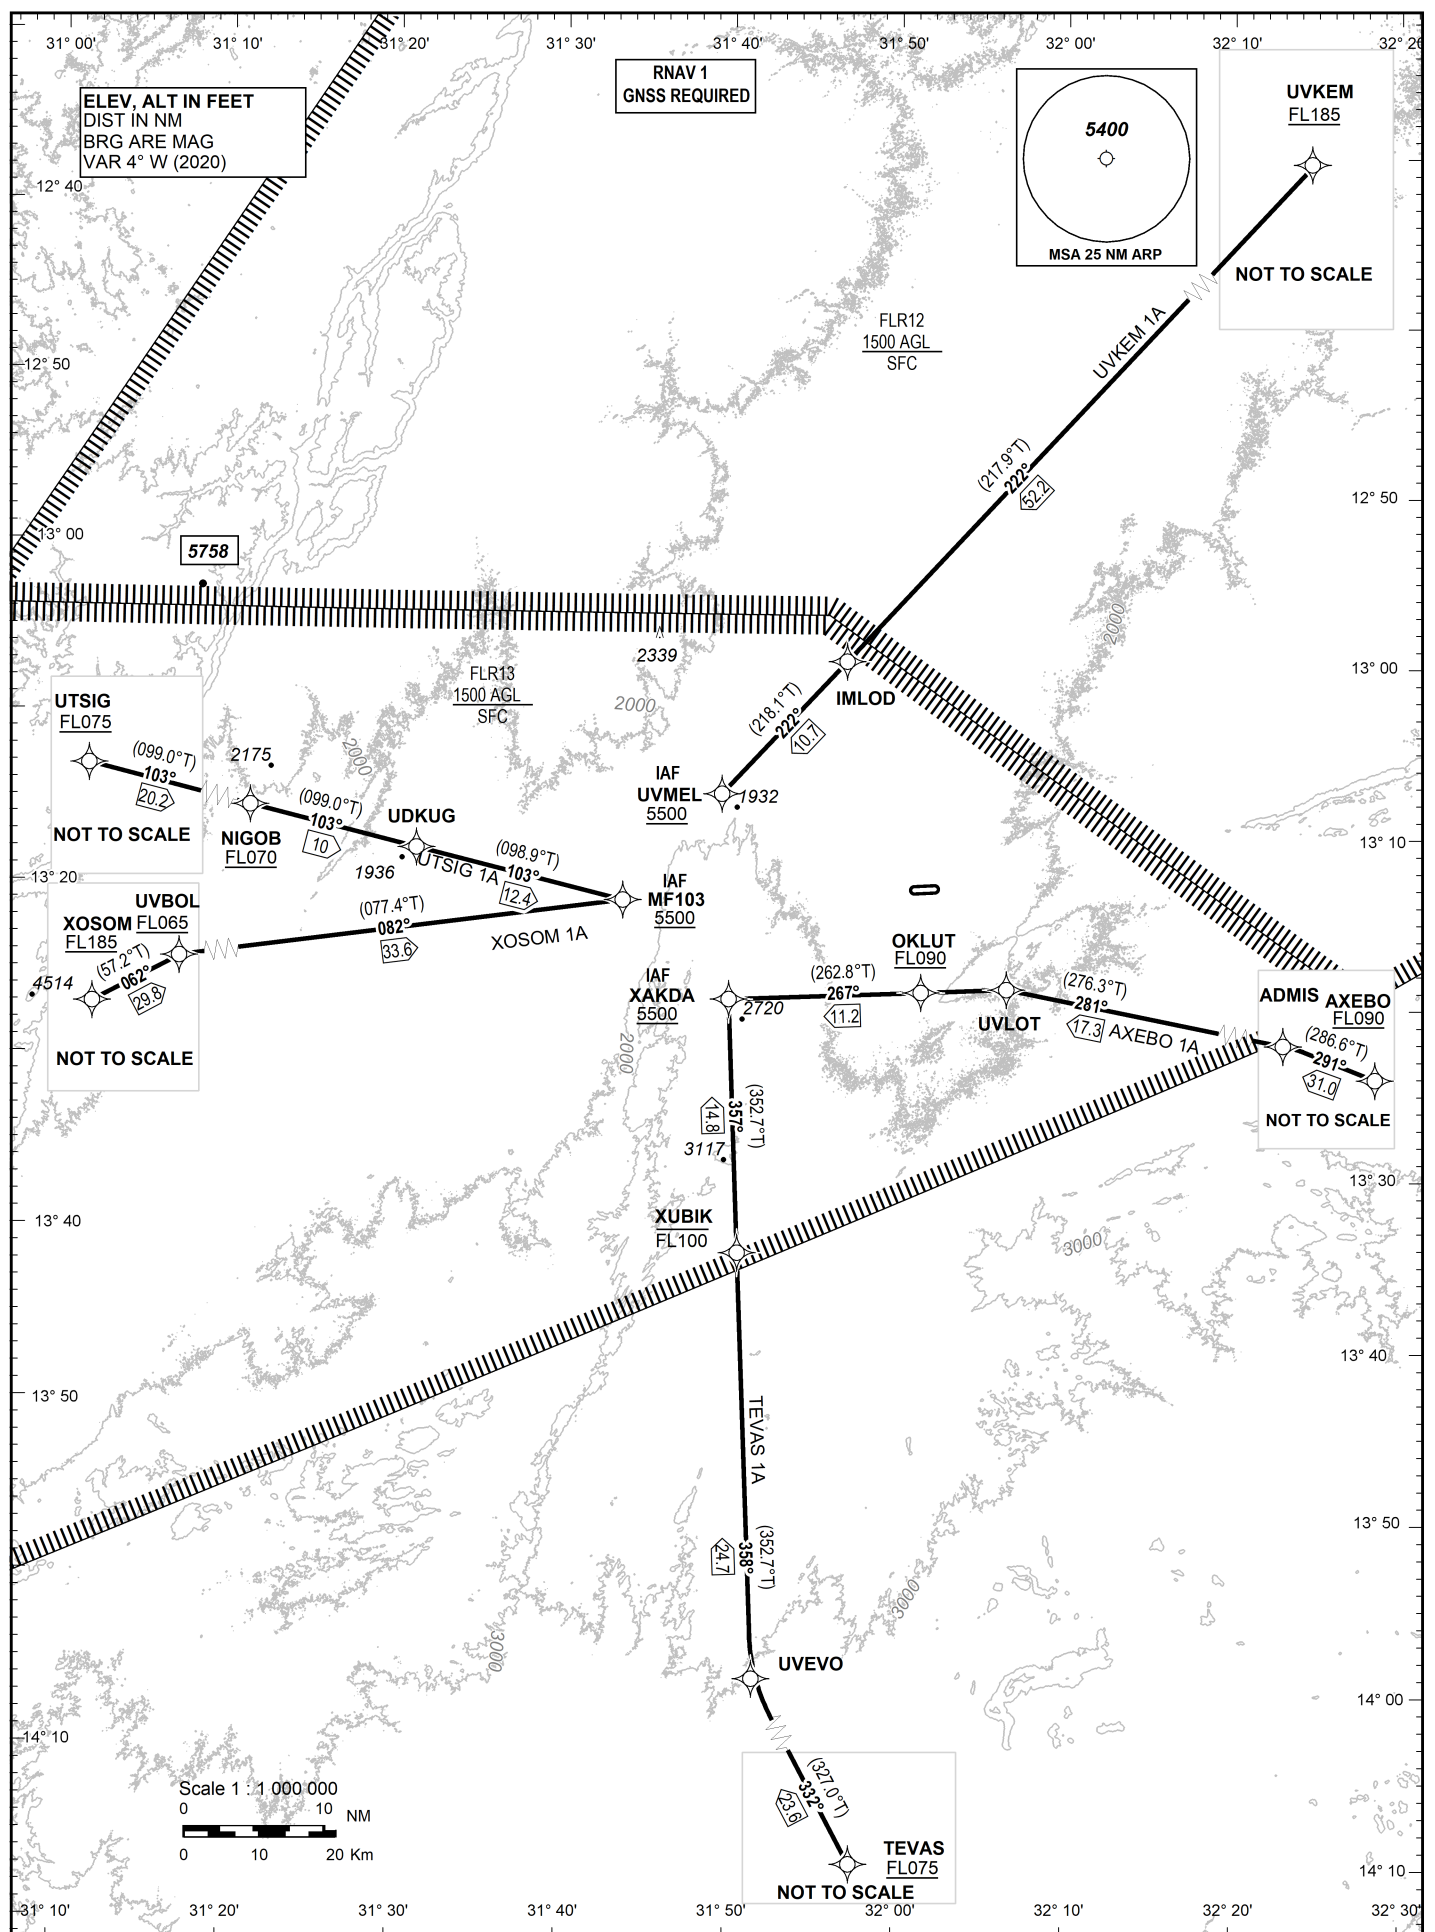 31° 00'
31° 10'
31° 20'
31° 30'
31° 40'
31° 50'
32° 00'
32° 10'
32° 20
ELEV, ALT IN FEET
DIST IN NM
BRG ARE MAG
VAR 4° W (2020)
RNAV 1
GNSS REQUIRED
5400
MSA 25 NM ARP
UVKEM
FL185
NOT TO SCALE
12° 40
12° 50
13° 00
FLR12
1500 AGL
SFC
UVKEM 1A
(217.9°T)
222°
52.2
12° 50
5758
2339
2000
FLR13
1500 AGL
SFC
2000
IMLOD
13° 00
(218.1°T)
222°
10.7
UTSIG
FL075
(099.0°T)
103°
20.2
NOT TO SCALE
2175
2000
NIGOB
FL070
(099.0°T)
103°
10
UDKUG
1936
UTSIG 1A
(098.9°T)
103°
12.4
IAF
UVMEL
5500
1932
13° 10
13° 20
IAF
MF103
5500
UVBOL
FL065
XOSOM
FL185
(57.2°T)
062°
29.8
4514
NOT TO SCALE
(077.4°T)
082°
33.6
XOSOM 1A
IAF
XAKDA
5500
2720
(262.8°T)
267°
11.2
OKLUT
FL090
UVLOT
(276.3°T)
281°
17.3
AXEBO 1A
ADMIS
AXEBO
FL090
(286.6°T)
291°
31.0
NOT TO SCALE
2000
(352.7°T)
357°
14.8
3117
13° 30
XUBIK
FL100
13° 40
3000
13° 40
13° 50
TEVAS 1A
13° 50
(352.7°T)
358°
24.7
3000
3000
UVEVO
14° 00
14° 10
(327.0°T)
332°
23.6
TEVAS
FL075
NOT TO SCALE
14° 10
Scale 1 : 1 000 000
0 10 NM
0 10 20 Km
31° 10'
31° 20'
31° 30'
31° 40'
31° 50'
32° 00'
32° 10'
32° 20'
32° 30'